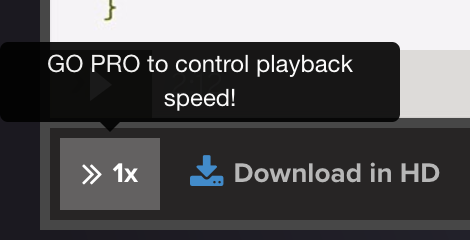 }
GO PRO to control playback
speed!
1x
Download in HD